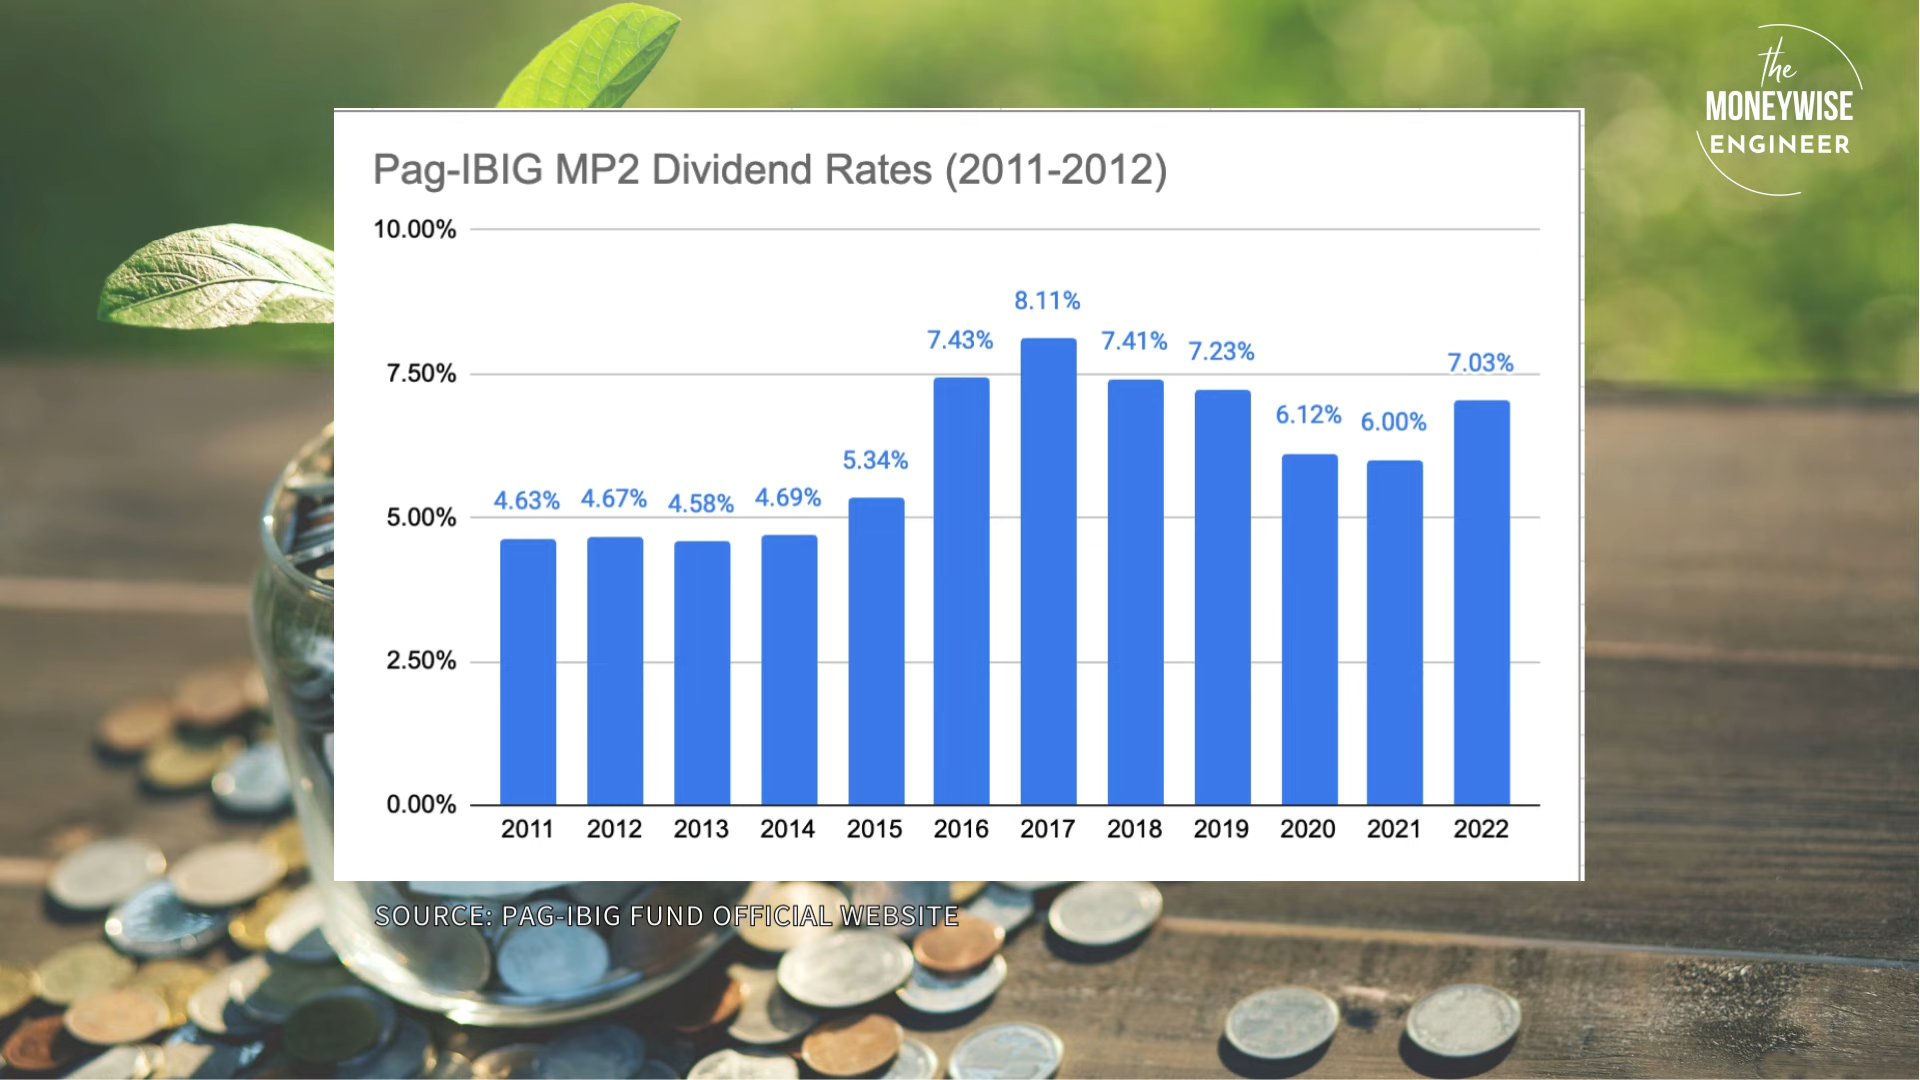 the
MONEYWISE
ENGINEER
Pag-IBIG MP2 Dividend Rates (2011-2012)
10.00%
7.50%
5.00%
2.50%
0.00%
4.63%
4.67%
4.58%
4.69%
5.34%
7.43%
8.11%
7.41%
7.23%
6.12%
6.00%
7.03%
2011 2012 2013 2014 2015 2016 2017 2018 2019 2020 2021 2022
SOURCE: PAG-IBIG FUND OFFICIAL WEBSITE